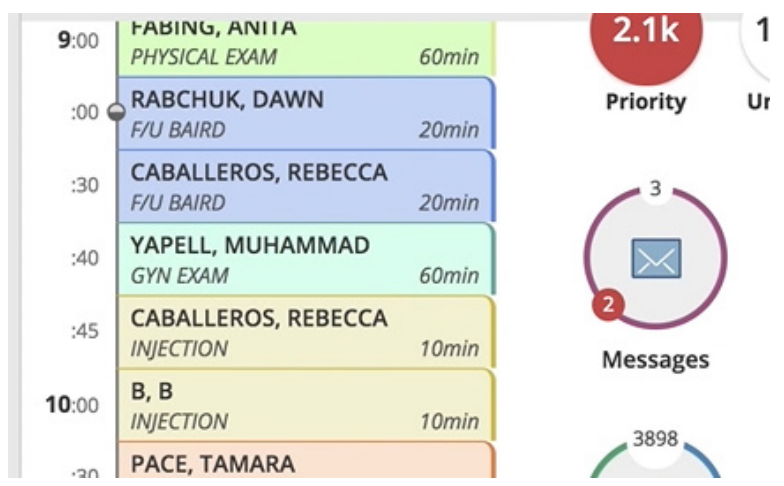 9:00
FABING, ANITA
PHYSICAL EXAM 60min
:00
RABCHUK, DAWN
F/U BAIRD 20min
:30
CABALLEROS, REBECCA
F/U BAIRD 20min
:40
YAPELL, MUHAMMAD
GYN EXAM 60min
:45
CABALLEROS, REBECCA
INJECTION 10min
10:00
B, B
INJECTION 10min
:30
PACE, TAMARA
2.1k
Priority
3
2
Messages
3898